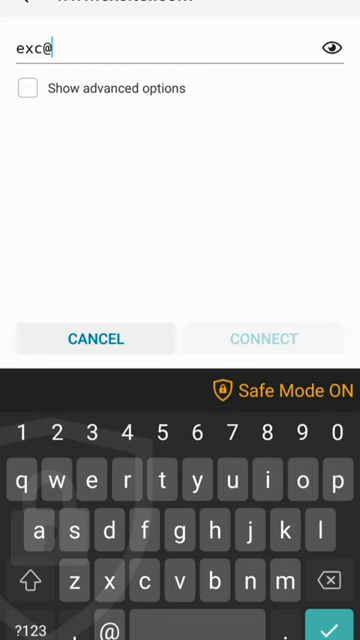 exc@
Show advanced options
CANCEL CONNECT
Safe Mode ON
1 2 3 4 5 6 7 8 9 0
q w e r t y u i o p
a s d f g h j k l
z x c v b n m
?123 , @ .